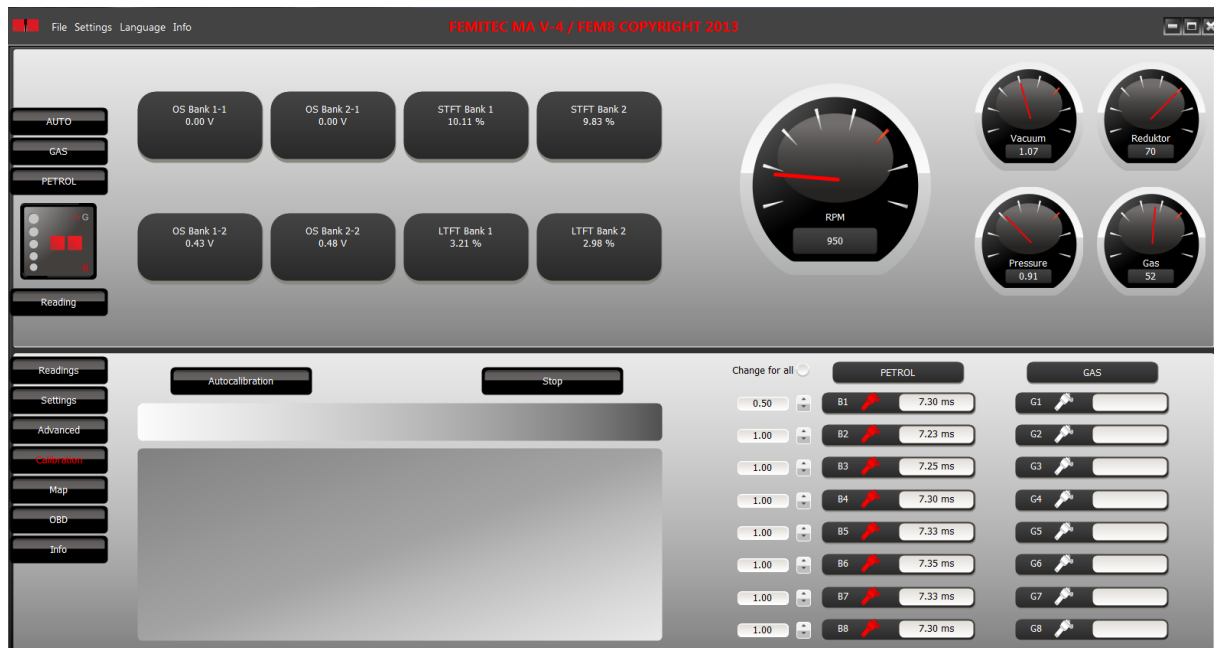 File Settings Language Info
FEMITEC MA V-4 / FEM8 COPYRIGHT 2013
AUTO
GAS
PETROL
G
Reading
OS Bank 1-1
0.00 V
OS Bank 2-1
0.00 V
STFT Bank 1
10.11 %
STFT Bank 2
9.83 %
OS Bank 1-2
0.43 V
OS Bank 2-2
0.48 V
LTFT Bank 1
3.21 %
LTFT Bank 2
2.98 %
RPM
950
Vacuum
1.07
Reduktor
70
Pressure
0.91
Gas
52
Readings
Settings
Advanced
Calibration
Map
OBD
Info
Autocalibration
Stop
Change for all
PETROL
GAS
0.50 B1 7.30 ms G1
1.00 B2 7.23 ms G2
1.00 B3 7.25 ms G3
1.00 B4 7.30 ms G4
1.00 B5 7.33 ms G5
1.00 B6 7.35 ms G6
1.00 B7 7.33 ms G7
1.00 B8 7.30 ms G8